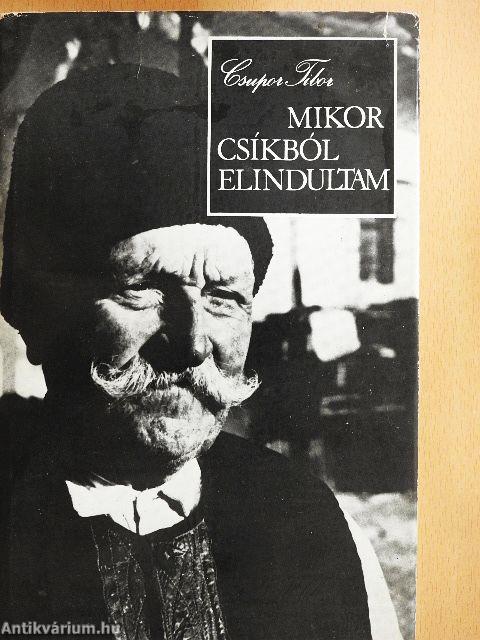 Csupor Tibor
MIKOR
CSÍKBÓL
ELINDULTAM
Antikvárium.hu